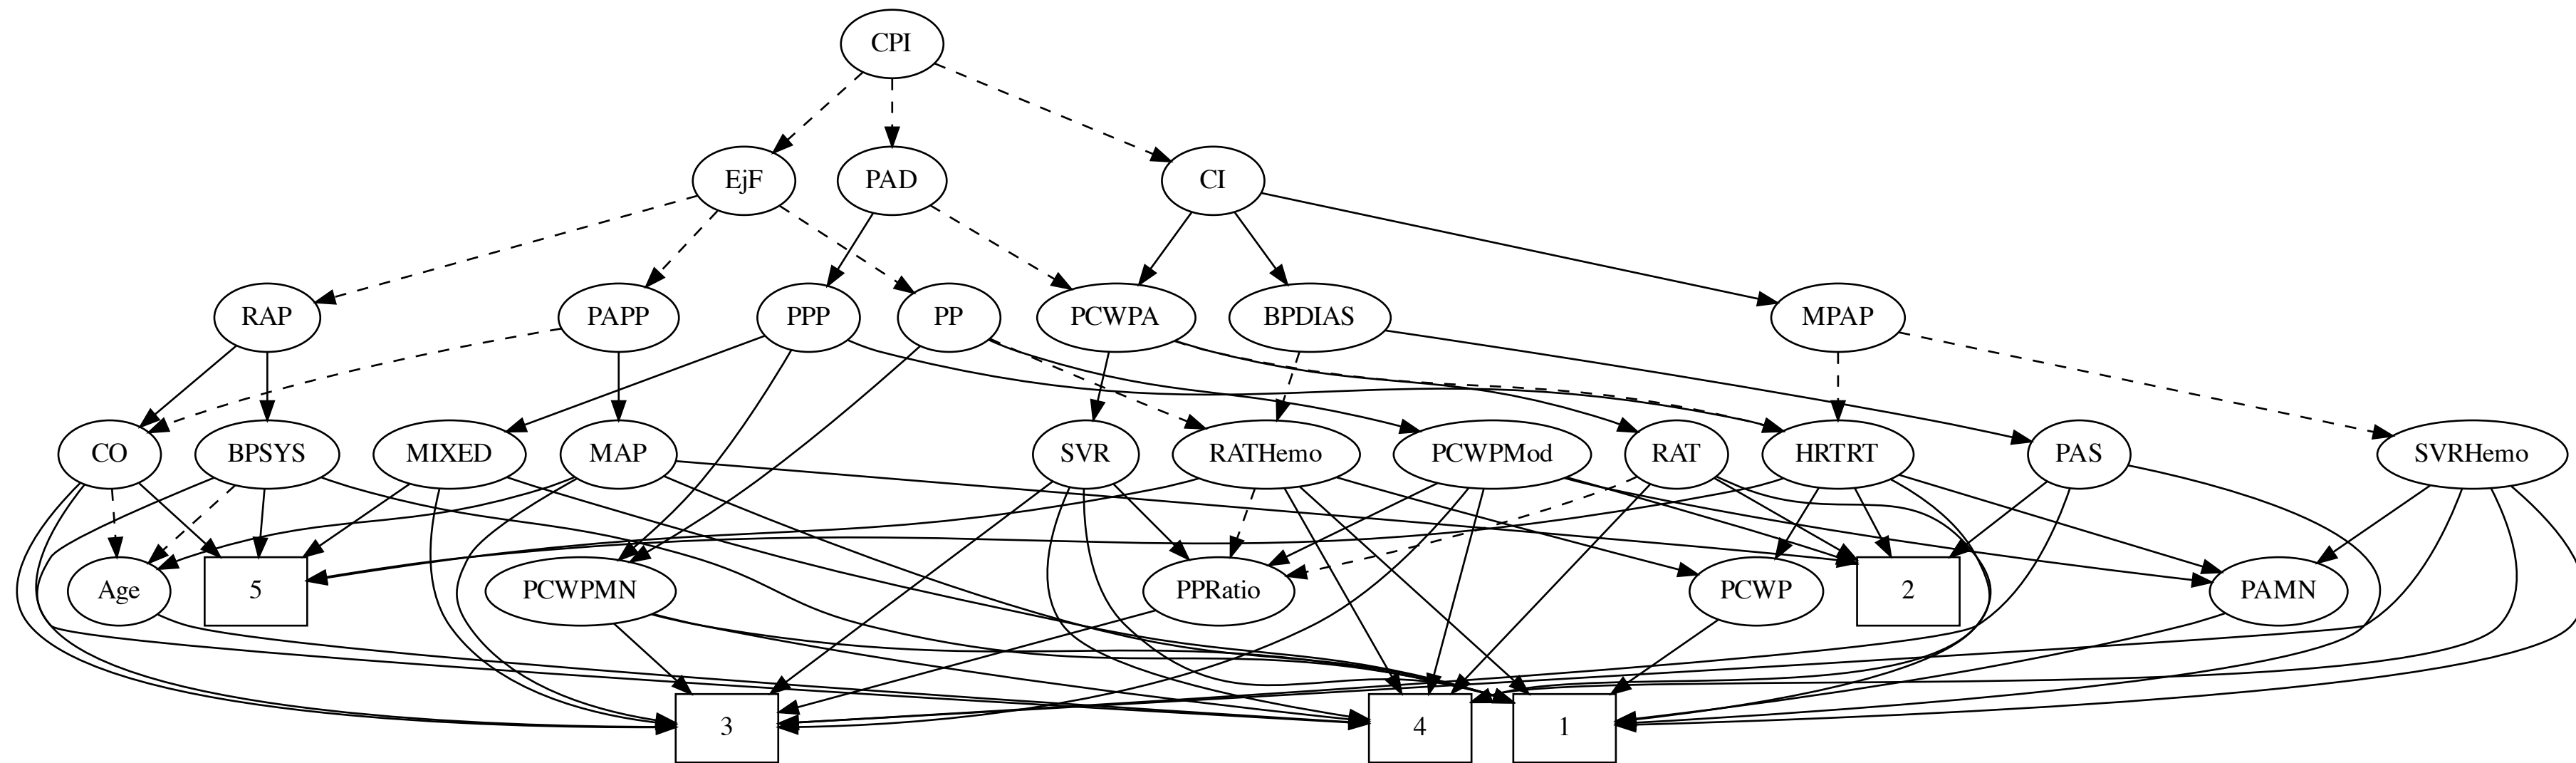 CPI
EjF PAD CI
RAP PAPP PPP PP PCWPA BPDIAS MPAP
CO BPSYS MIXED MAP SVR RATHemo PCWPMod RAT HRTRT PAS SVRHemo
Age 5 PCWPMN PPRatio PCWP 2 PAMN
3 4 1